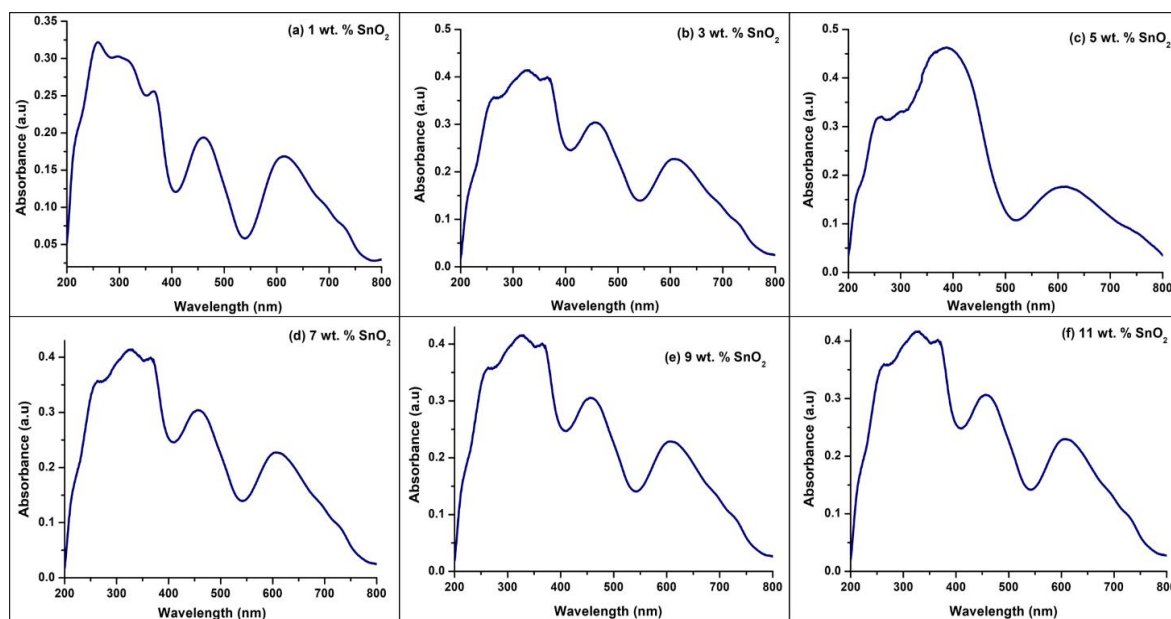 (a) 1 wt. % SnO₂
0.35
0.30
0.25
0.20
0.15
0.10
0.05
Absorbance (a.u)
200 300 400 500 600 700 800
Wavelength (nm)
(b) 3 wt. % SnO₂
0.5
0.4
0.3
0.2
0.1
0.0
Absorbance (a.u)
200 300 400 500 600 700 800
Wavelength (nm)
(c) 5 wt. % SnO₂
0.5
0.4
0.3
0.2
0.1
0.0
Absorbance (a.u)
200 300 400 500 600 700 800
Wavelength (nm)
(d) 7 wt. % SnO₂
0.4
0.3
0.2
0.1
0.0
Absorbance (a.u)
200 300 400 500 600 700 800
Wavelength (nm)
(e) 9 wt. % SnO₂
0.4
0.3
0.2
0.1
0.0
Absorbance (a.u)
200 300 400 500 600 700 800
Wavelength (nm)
(f) 11 wt. % SnO₂
0.4
0.3
0.2
0.1
0.0
Absorbance (a.u)
200 300 400 500 600 700 800
Wavelength (nm)